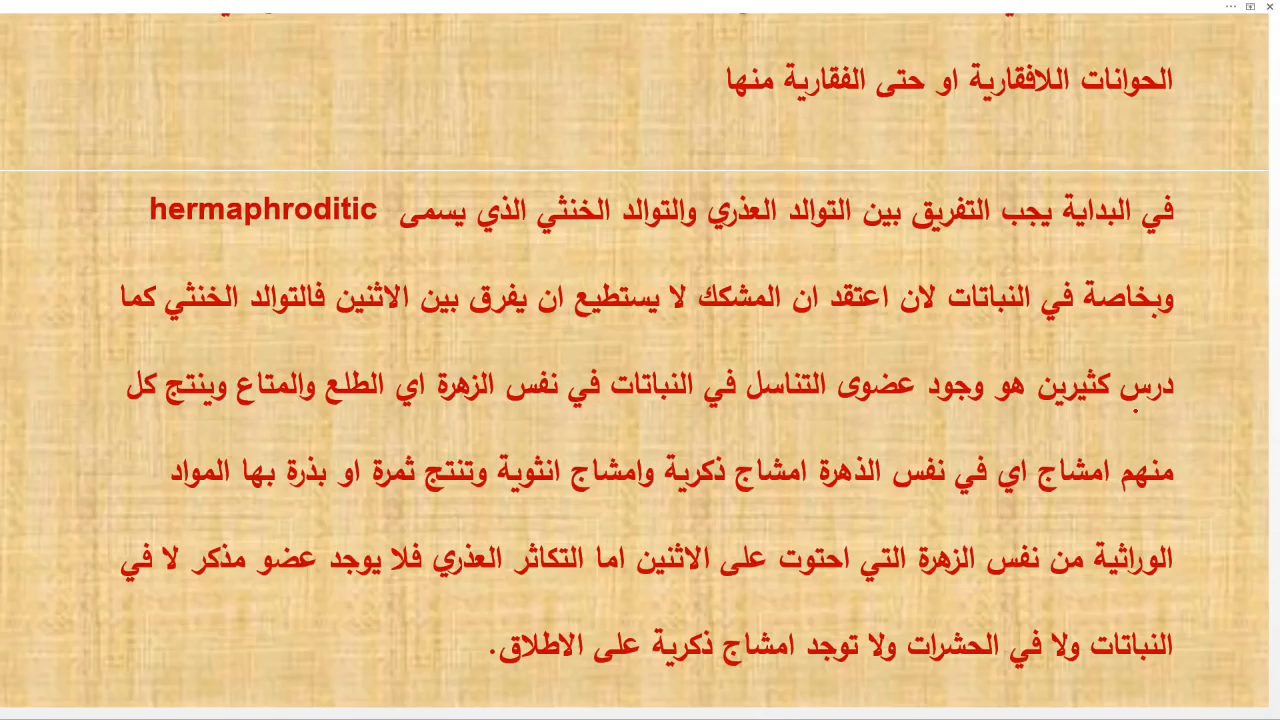 الحوانات اللافقارية او حتى الفقارية منها
في البداية يجب التفريق بين التوالد العذري والتوالد الخنثي الذي يسمى hermaphroditic
وبخاصة في النباتات لان اعتقد ان المشكك لا يستطيع ان يفرق بين الاثنين فالتوالد الخنثي كما
درس كثيرين هو وجود عضوى التناسل في النباتات في نفس الزهرة اي الطلع والمتاع وينتج كل
منهم امشاج اي في نفس الذهرة امشاج ذكرية وامشاج انثوية وتنتج ثمرة او بذرة بها المواد
الوراثية من نفس الزهرة التي احتوت على الاثنين اما التكاثر العذري فلا يوجد عضو مذكر لا في
النباتات ولا في الحشرات ولا توجد امشاج ذكرية على الاطلاق.